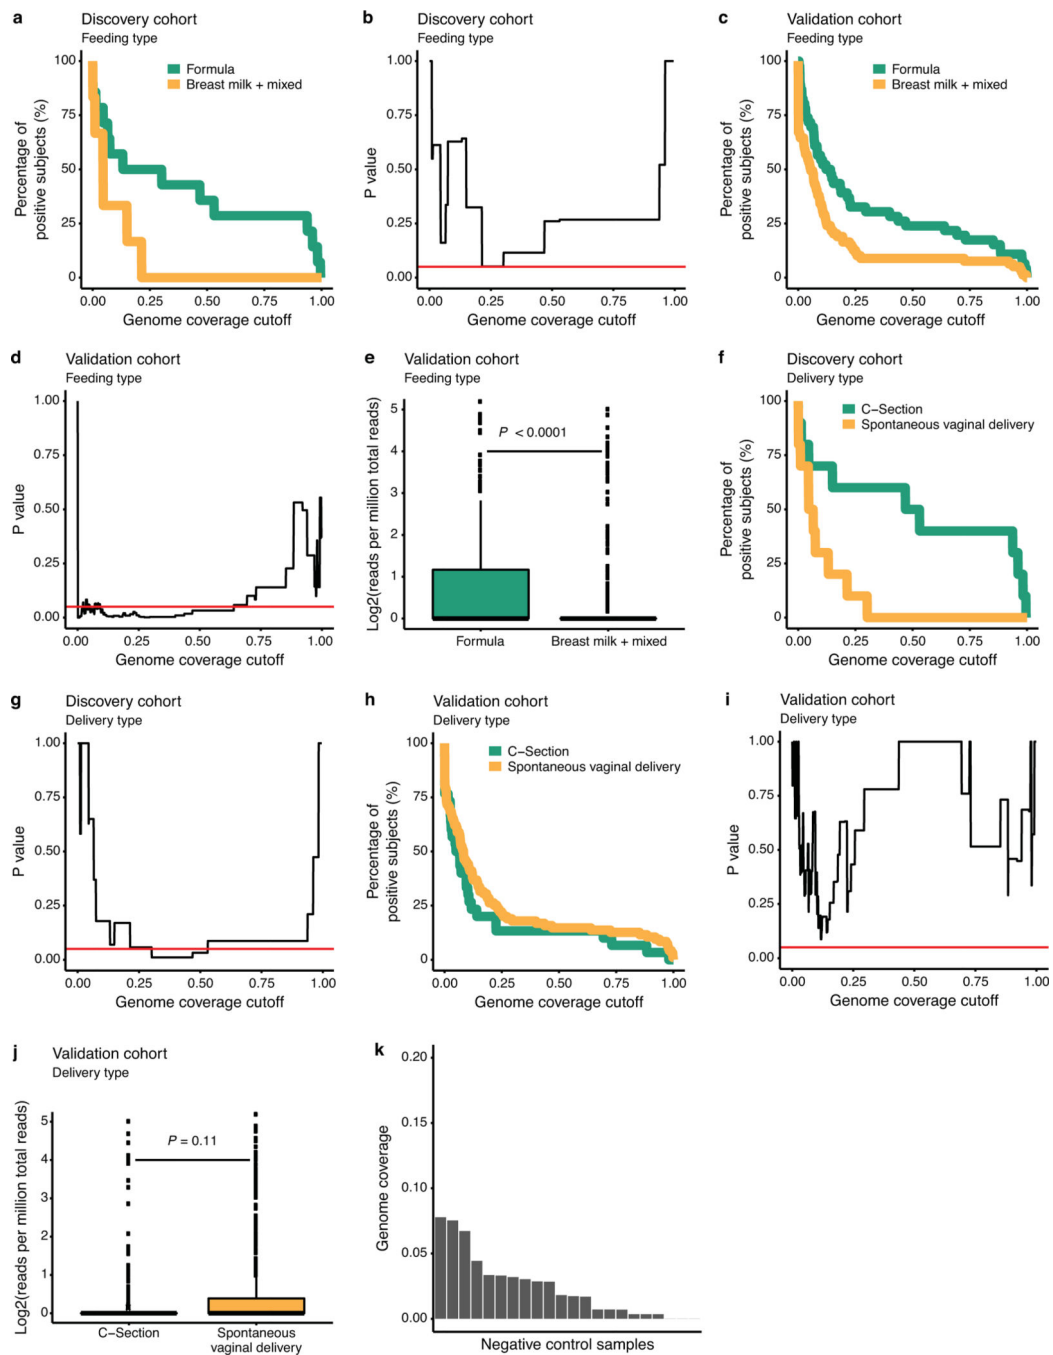 a
Discovery cohort
Feeding type
Percentage of
positive subjects (%)
100
75
50
25
0
Formula
Breast milk + mixed
0.00 0.25 0.50 0.75 1.00
Genome coverage cutoff
b
Discovery cohort
Feeding type
P value
1.00
0.75
0.50
0.25
0.00
0.00 0.25 0.50 0.75 1.00
Genome coverage cutoff
c
Validation cohort
Feeding type
Percentage of
positive subjects (%)
100
75
50
25
0
Formula
Breast milk + mixed
0.00 0.25 0.50 0.75 1.00
Genome coverage cutoff
d
Validation cohort
Feeding type
P value
1.00
0.75
0.50
0.25
0.00
0.00 0.25 0.50 0.75 1.00
Genome coverage cutoff
e
Validation cohort
Feeding type
Log2(reads per million total reads)
5
4
3
2
1
0
P < 0.0001
Formula Breast milk + mixed
f
Discovery cohort
Delivery type
Percentage of
positive subjects (%)
100
75
50
25
0
C-Section
Spontaneous vaginal delivery
0.00 0.25 0.50 0.75 1.00
Genome coverage cutoff
g
Discovery cohort
Delivery type
P value
1.00
0.75
0.50
0.25
0.00
0.00 0.25 0.50 0.75 1.00
Genome coverage cutoff
h
Validation cohort
Delivery type
Percentage of
positive subjects (%)
100
75
50
25
0
C-Section
Spontaneous vaginal delivery
0.00 0.25 0.50 0.75 1.00
Genome coverage cutoff
i
Validation cohort
Delivery type
P value
1.00
0.75
0.50
0.25
0.00
0.00 0.25 0.50 0.75 1.00
Genome coverage cutoff
j
Validation cohort
Delivery type
Log2(reads per million total reads)
5
4
3
2
1
0
P = 0.11
C-Section Spontaneous
vaginal delivery
k
Genome coverage
0.20
0.15
0.10
0.05
0.00
Negative control samples